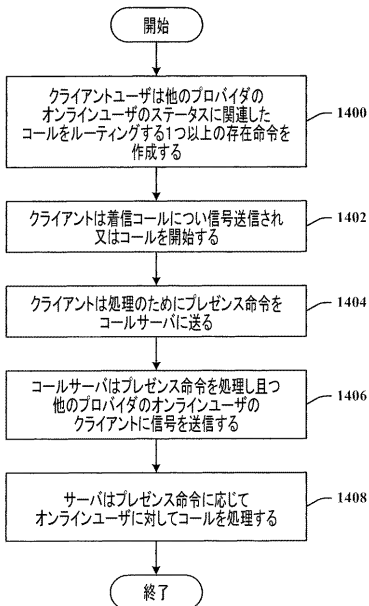 開始
クライアントユーザは他のプロバイダの
オンラインユーザのステータスに関連した
コールをルーティングする1つ以上の存在命令を
作成する
1400
クライアントは着信コールについ信号送信され
又はコールを開始する
1402
クライアントは処理のためにプレゼンス命令を
コールサーバに送る
1404
コールサーバはプレゼンス命令を処理し且つ
他のプロバイダのオンラインユーザの
クライアントに信号を送信する
1406
サーバはプレゼンス命令に応じて
オンラインユーザに対してコールを処理する
1408
終了